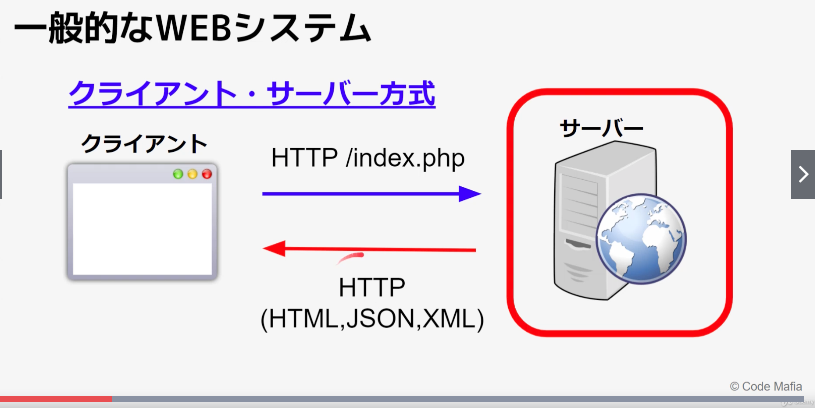 一般的なWEBシステム
クライアント・サーバー方式
クライアント
サーバー
HTTP /index.php
HTTP
(HTML,JSON,XML)
© Code Mafia